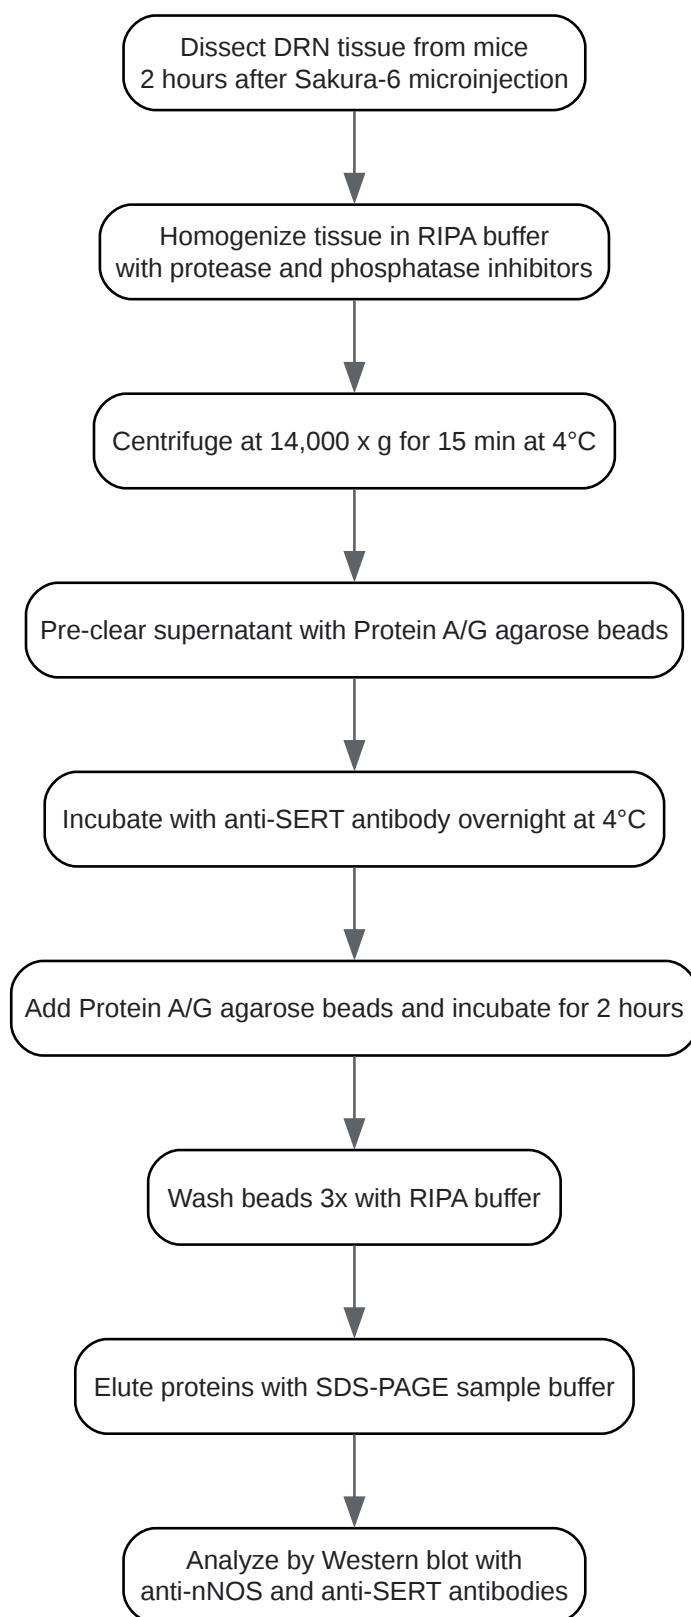 Dissect DRN tissue from mice
2 hours after Sakura-6 microinjection
Homogenize tissue in RIPA buffer
with protease and phosphatase inhibitors
Centrifuge at 14,000 x g for 15 min at 4°C
Pre-clear supernatant with Protein A/G agarose beads
Incubate with anti-SERT antibody overnight at 4°C
Add Protein A/G agarose beads and incubate for 2 hours
Wash beads 3x with RIPA buffer
Elute proteins with SDS-PAGE sample buffer
Analyze by Western blot with
anti-nNOS and anti-SERT antibodies